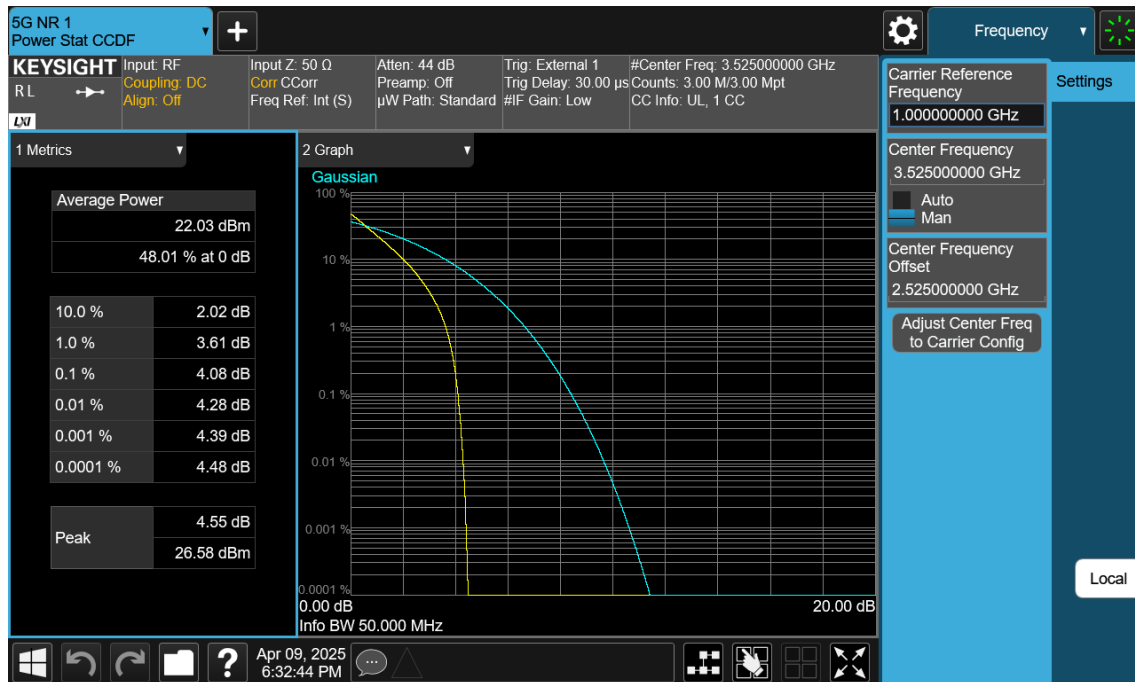 5G NR 1
Power Stat CCDF
Frequency
KEYSIGHT
R L
LXI
Input: RF
Coupling: DC
Align: Off
Input Z: 50 Ω
Corr CCorr
Freq Ref: Int (S)
Atten: 44 dB
Preamp: Off
µW Path: Standard
Trig: External 1
Trig Delay: 30.00 µs
#IF Gain: Low
#Center Freq: 3.525000000 GHz
Counts: 3.00 M/3.00 Mpt
CC Info: UL, 1 CC
1 Metrics
Average Power
22.03 dBm
48.01 % at 0 dB
10.0 % 2.02 dB
1.0 % 3.61 dB
0.1 % 4.08 dB
0.01 % 4.28 dB
0.001 % 4.39 dB
0.0001 % 4.48 dB
Peak
4.55 dB
26.58 dBm
2 Graph
Gaussian
100 %
10 %
1 %
0.1 %
0.01 %
0.001 %
0.0001 %
0.00 dB 20.00 dB
Info BW 50.000 MHz
Carrier Reference
Frequency
1.000000000 GHz
Center Frequency
3.525000000 GHz
Auto
Man
Center Frequency
Offset
2.525000000 GHz
Adjust Center Freq
to Carrier Config
Settings
Local
?
Apr 09, 2025
6:32:44 PM